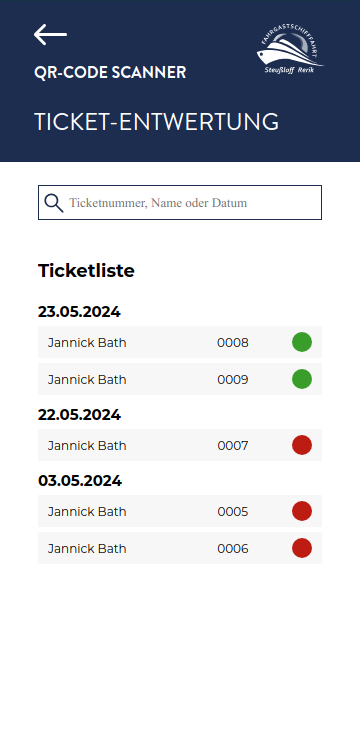 FAHRGASTSCHIFFFAHRT
Steußloff Rerik
QR-CODE SCANNER
TICKET-ENTWERTUNG
Ticketnummer, Name oder Datum
Ticketliste
23.05.2024
Jannick Bath 0008
Jannick Bath 0009
22.05.2024
Jannick Bath 0007
03.05.2024
Jannick Bath 0005
Jannick Bath 0006